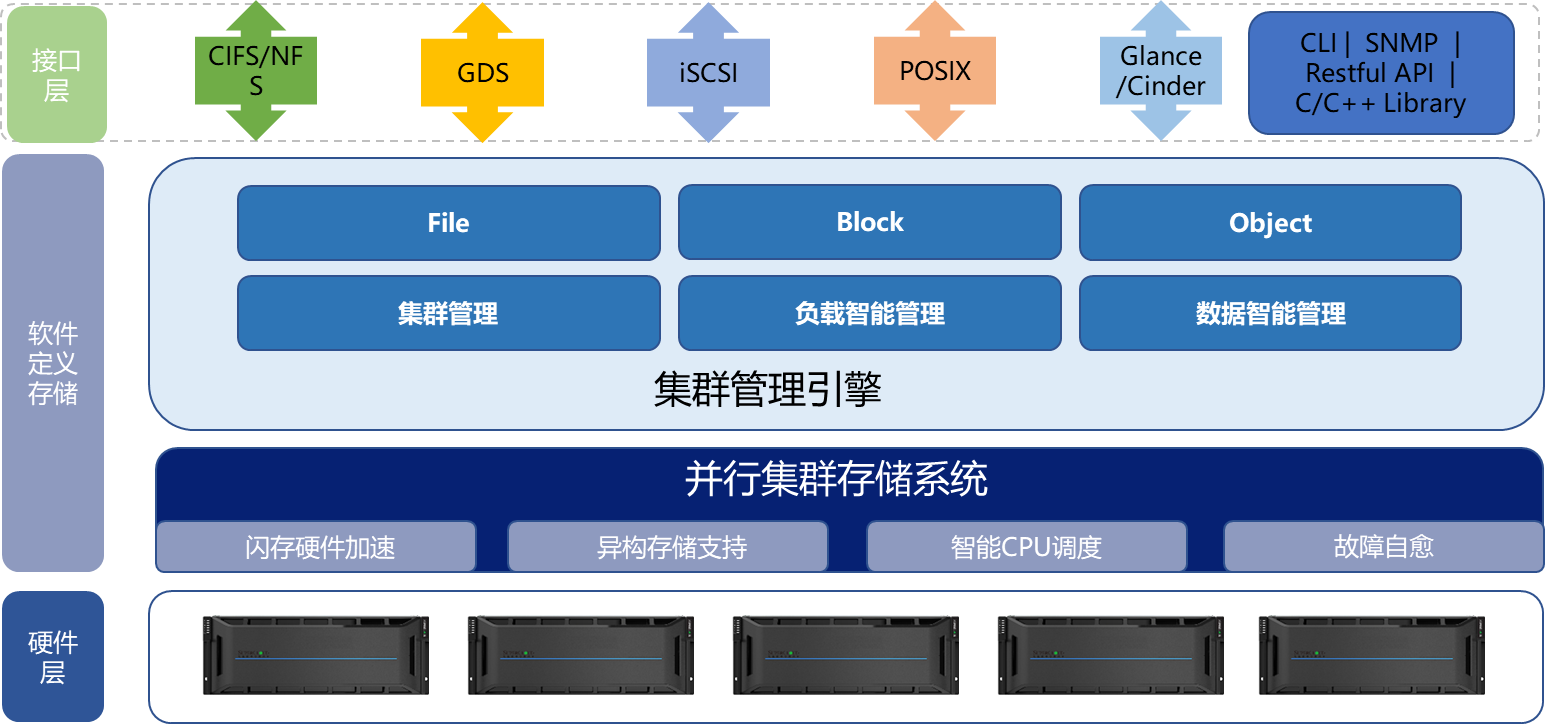 接口
层
CIFS/NF
S
GDS
iSCSI
POSIX
Glance
/Cinder
CLI | SNMP |
Restful API |
C/C++ Library
软件
定义
存储
File
Block
Object
集群管理
负载智能管理
数据智能管理
集群管理引擎
并行集群存储系统
闪存硬件加速
异构存储支持
智能CPU调度
故障自愈
硬件
层